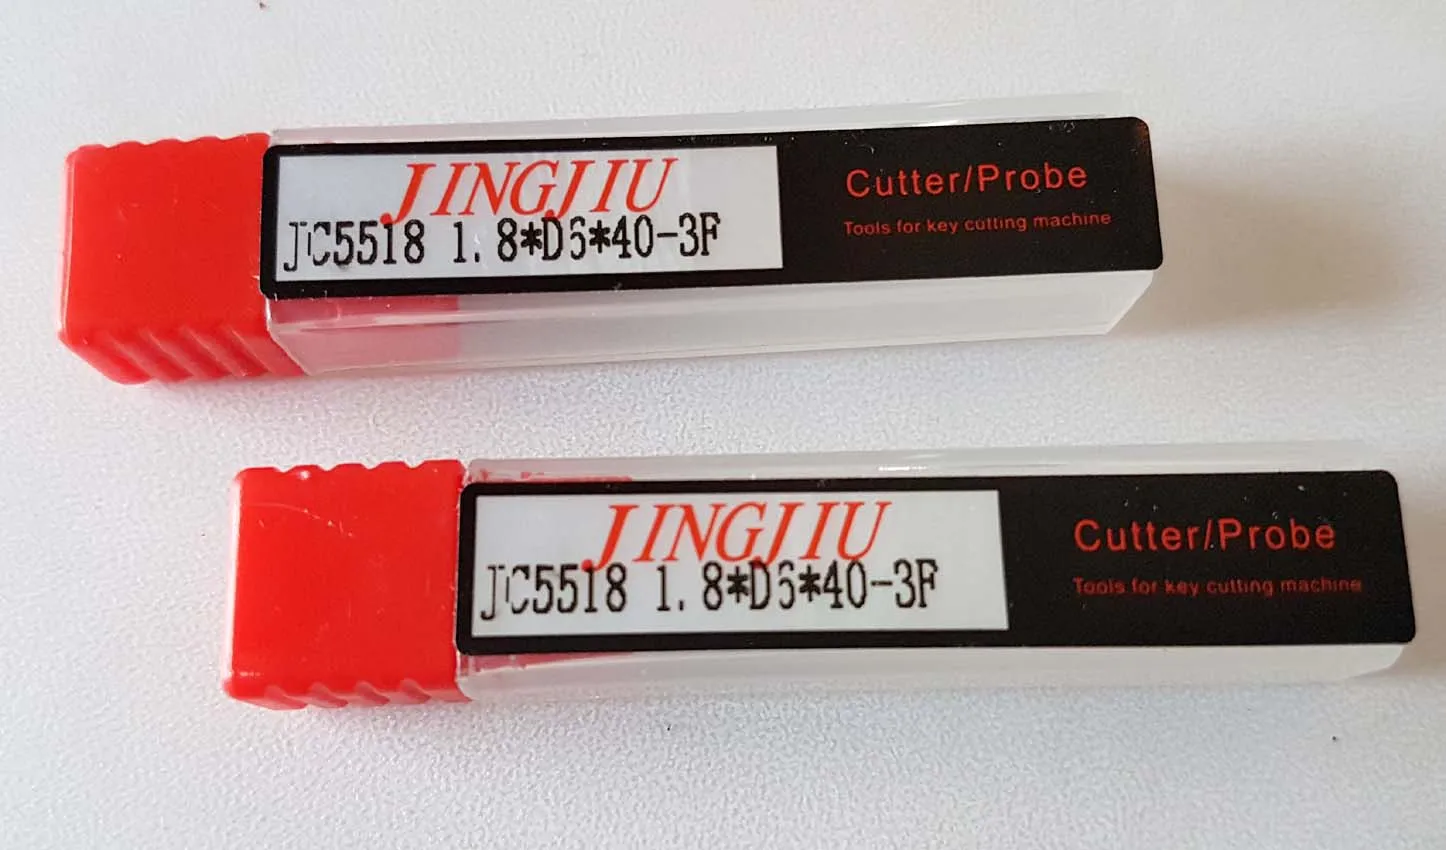 JINGJIU
JC5518 1.8*D6*40-3F
Cutter/Probe
Tools for key cutting machine
JINGJIU
JC5518 1.8*D6*40-3F
Cutter/Probe
Tools for key cutting machine